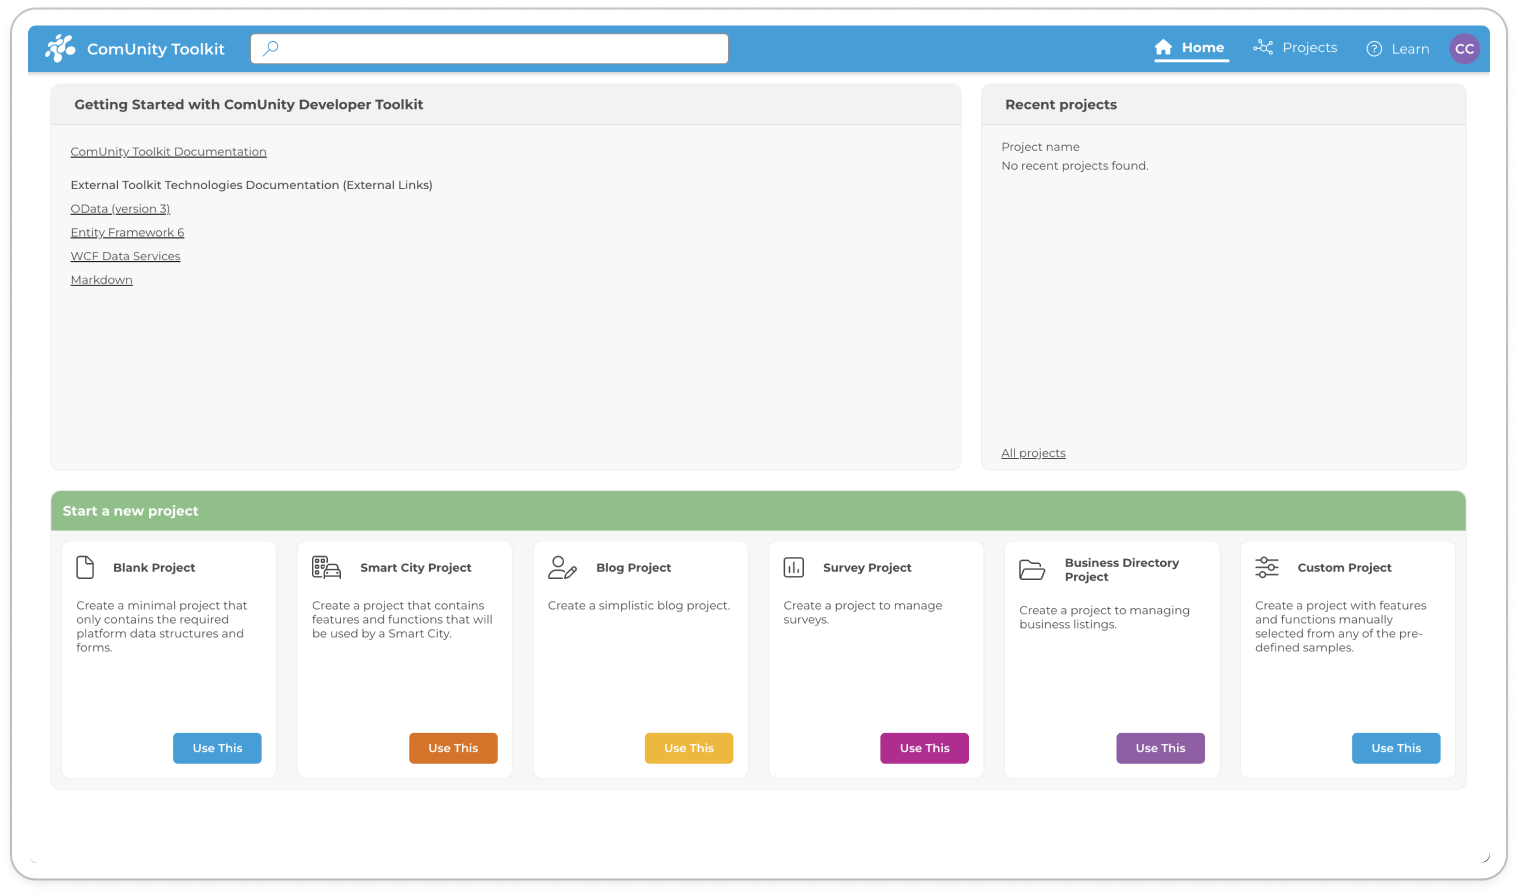 ComUnity Toolkit
Home
Projects
Learn
CC
Getting Started with ComUnity Developer Toolkit
ComUnity Toolkit Documentation
External Toolkit Technologies Documentation (External Links)
OData (version 3)
Entity Framework 6
WCF Data Services
Markdown
Recent projects
Project name
No recent projects found.
All projects
Start a new project
Blank Project
Create a minimal project that
only contains the required
platform data structures and
forms.
Use This
Smart City Project
Create a project that contains
features and functions that will
be used by a Smart City.
Use This
Blog Project
Create a simplistic blog project.
Use This
Survey Project
Create a project to manage
surveys.
Use This
Business Directory
Project
Create a project to managing
business listings.
Use This
Custom Project
Create a project with features
and functions manually
selected from any of the pre-
defined samples.
Use This